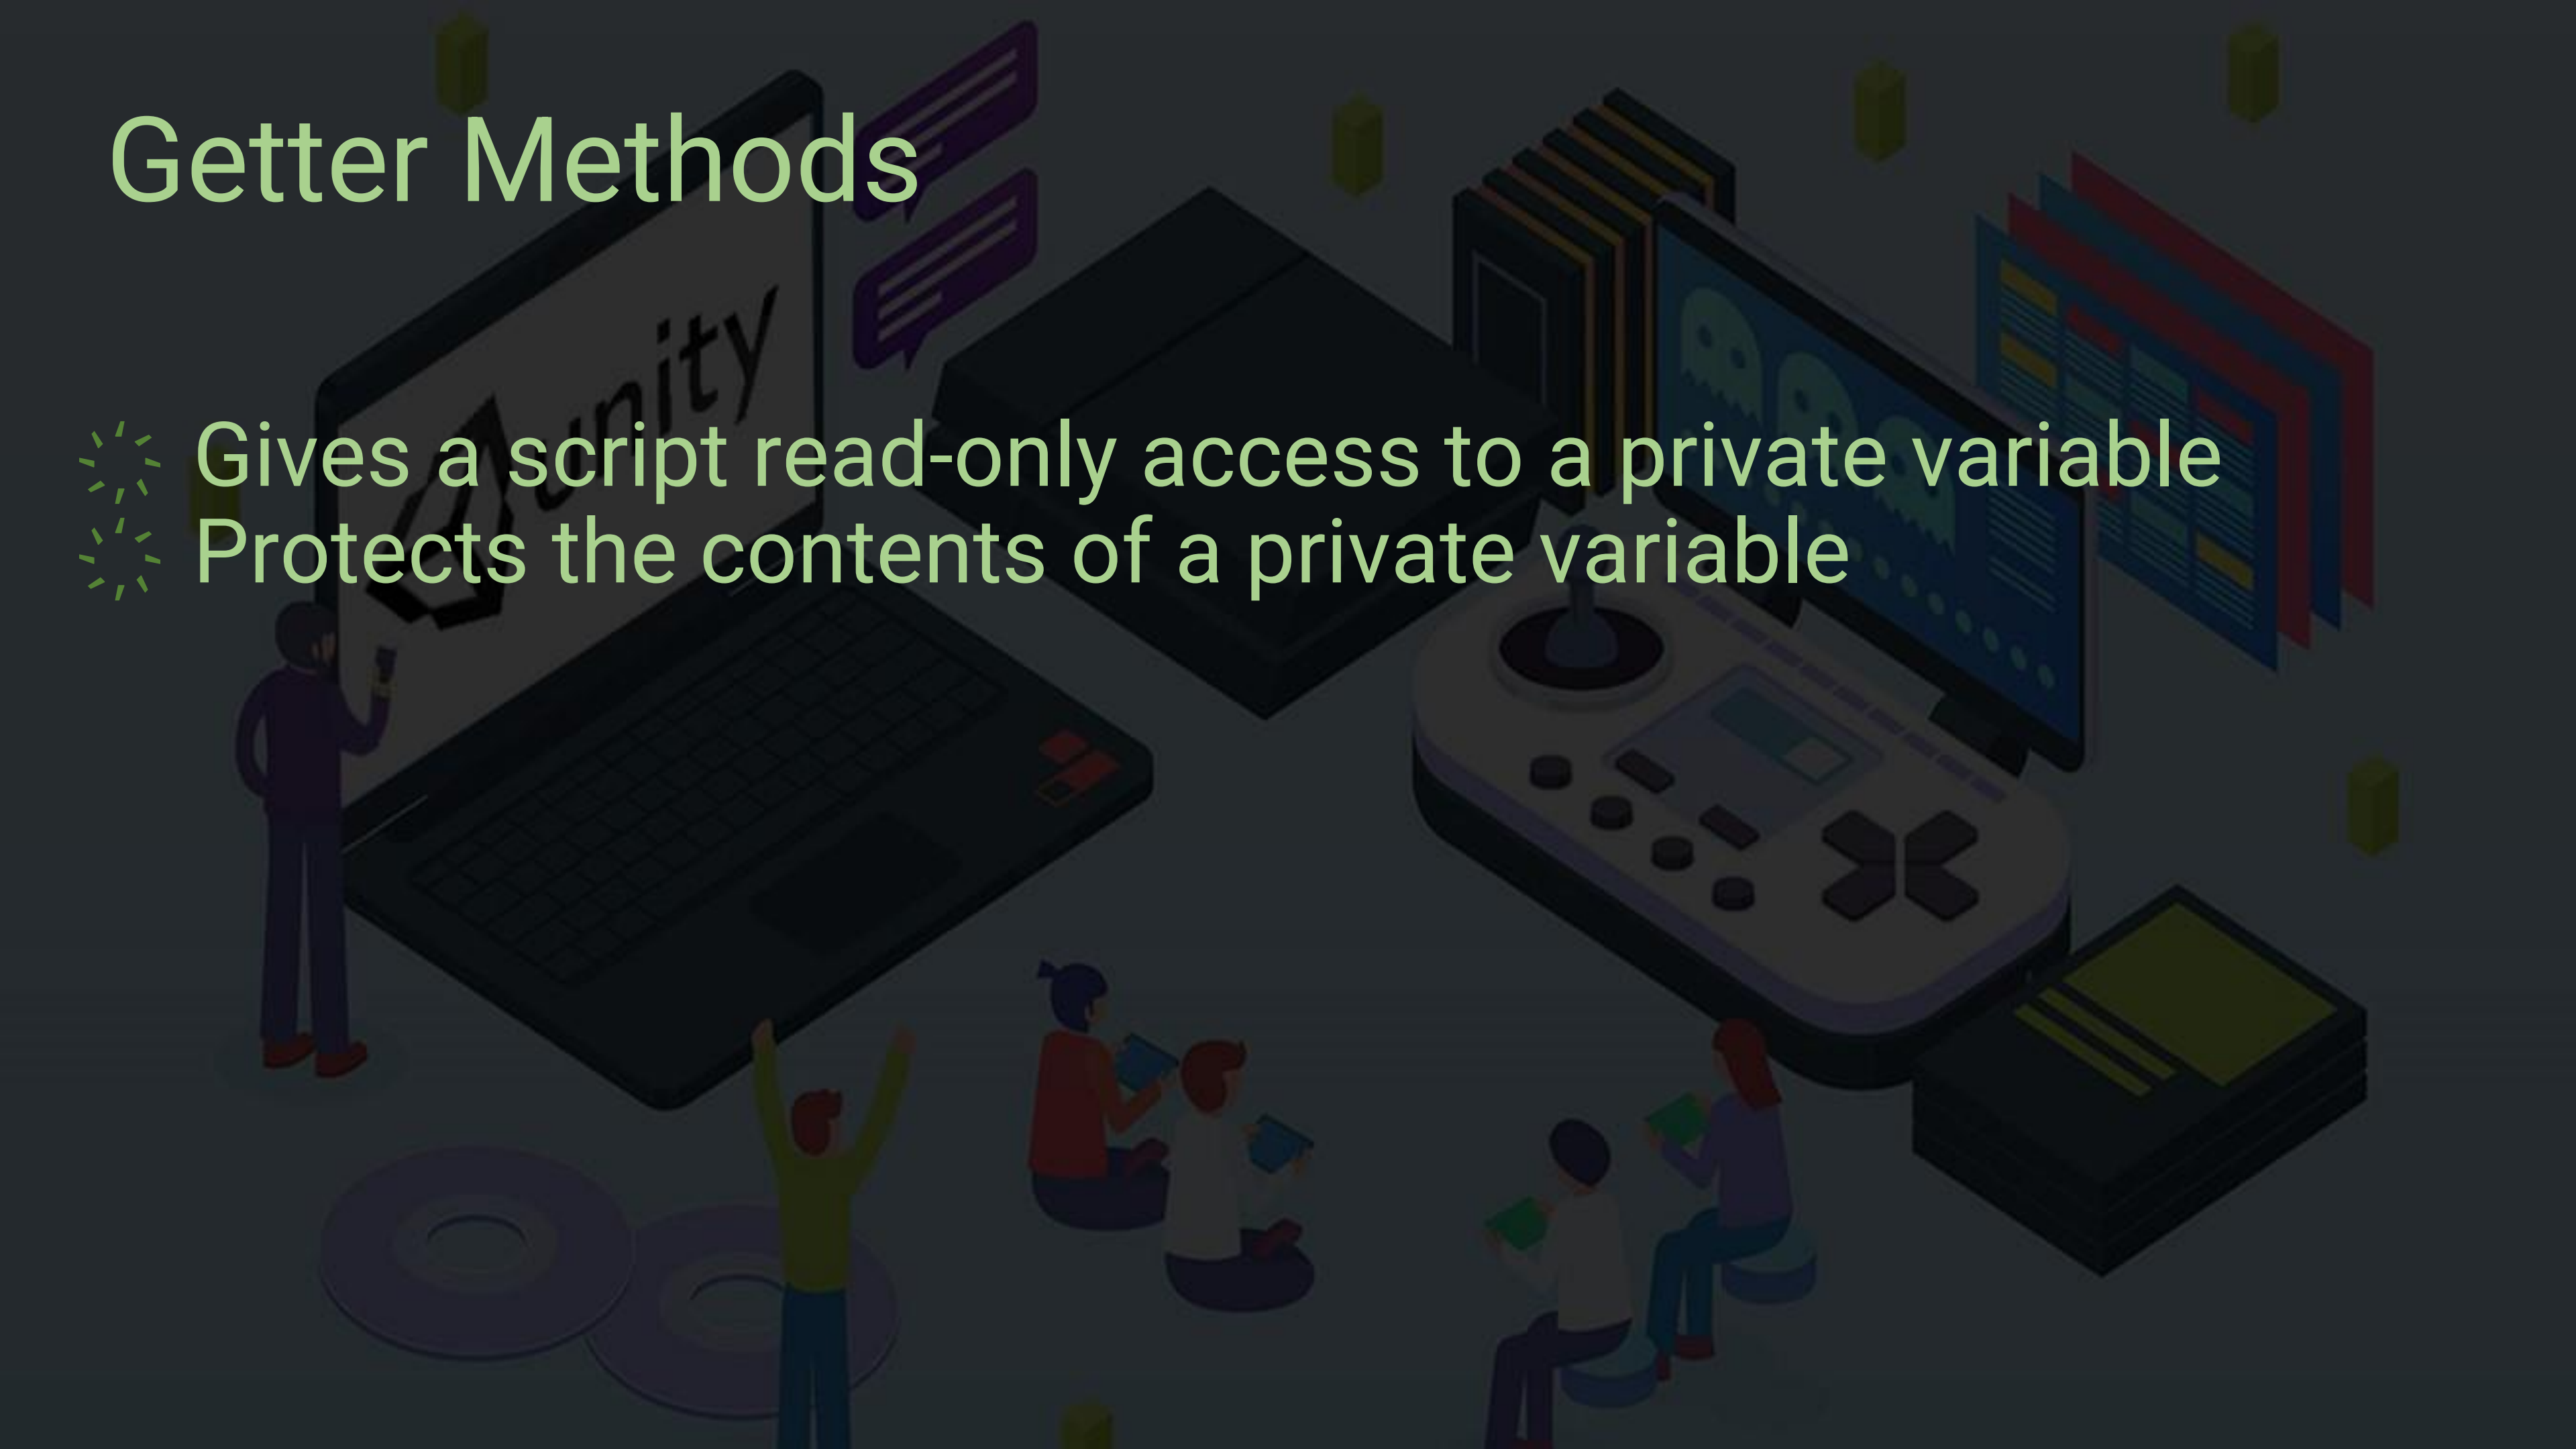 Getter Methods
unity
Gives a script read-only access to a private variable
Protects the contents of a private variable